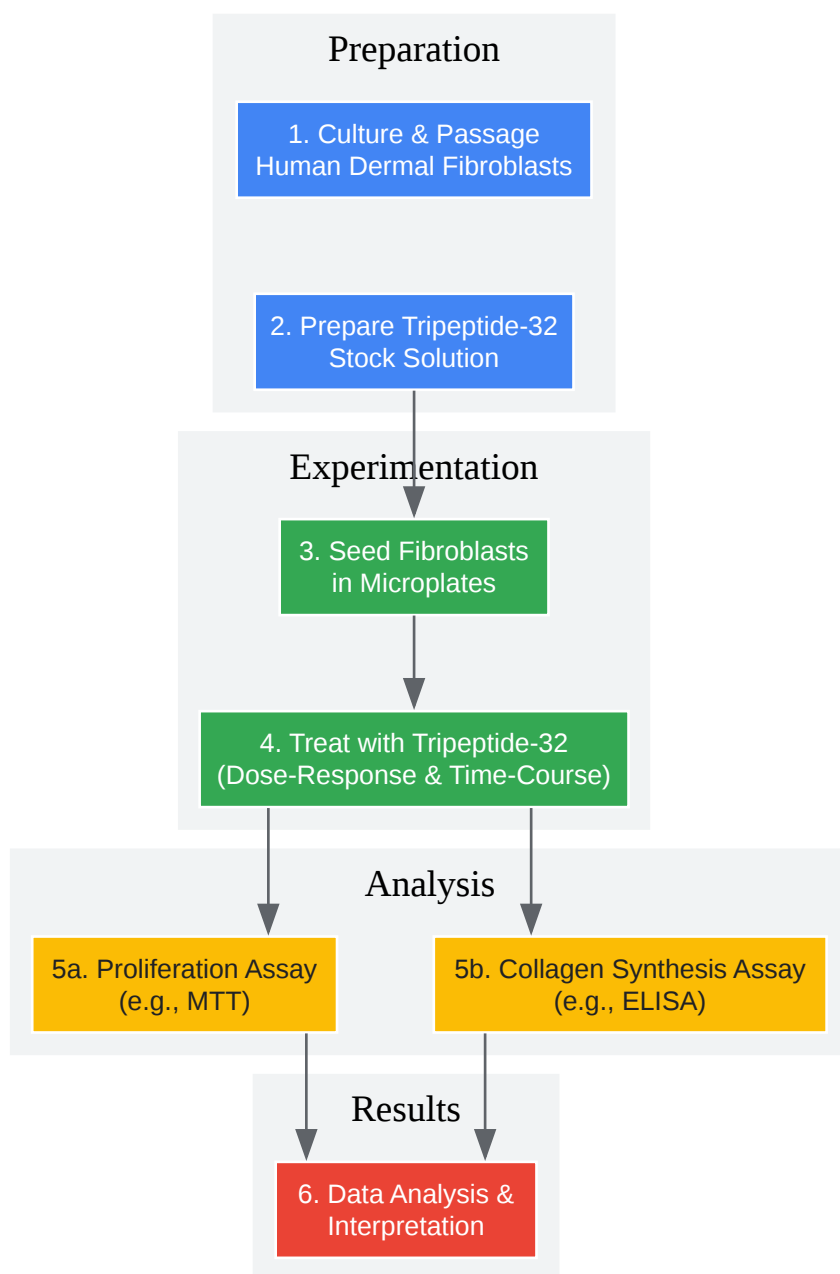 Preparation
1. Culture & Passage
Human Dermal Fibroblasts
2. Prepare Tripeptide-32
Stock Solution
Experimentation
3. Seed Fibroblasts
in Microplates
4. Treat with Tripeptide-32
(Dose-Response & Time-Course)
Analysis
5a. Proliferation Assay
(e.g., MTT)
5b. Collagen Synthesis Assay
(e.g., ELISA)
Results
6. Data Analysis &
Interpretation